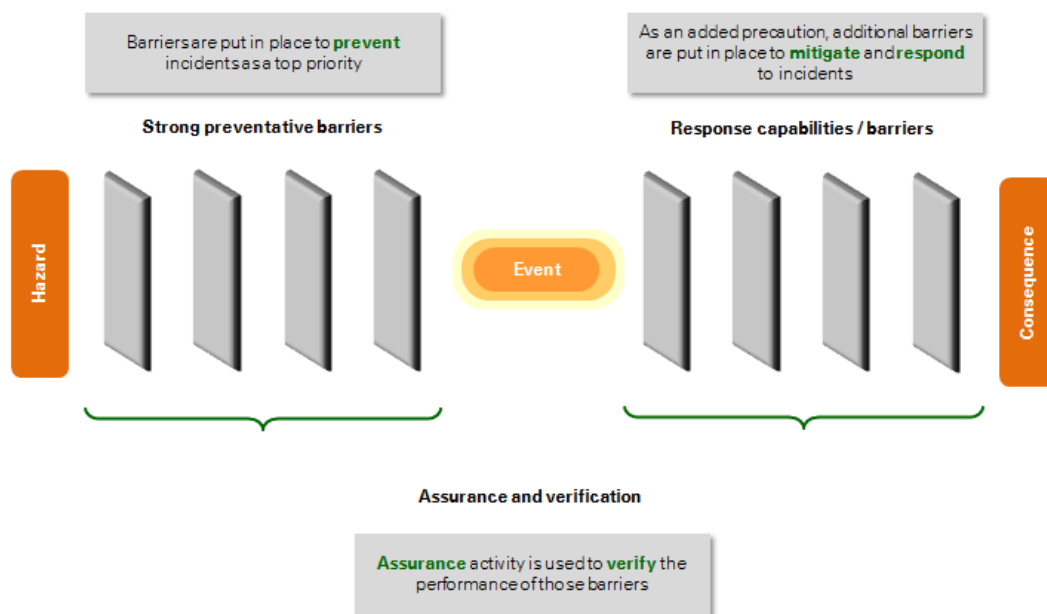 Barriers are put in place to prevent
incidents as a top priority
As an added precaution, additional barriers
are put in place to mitigate and respond
to incidents
Strong preventative barriers
Response capabilities / barriers
Hazard
Event
Consequence
Assurance and verification
Assurance activity is used to verify the
performance of those barriers